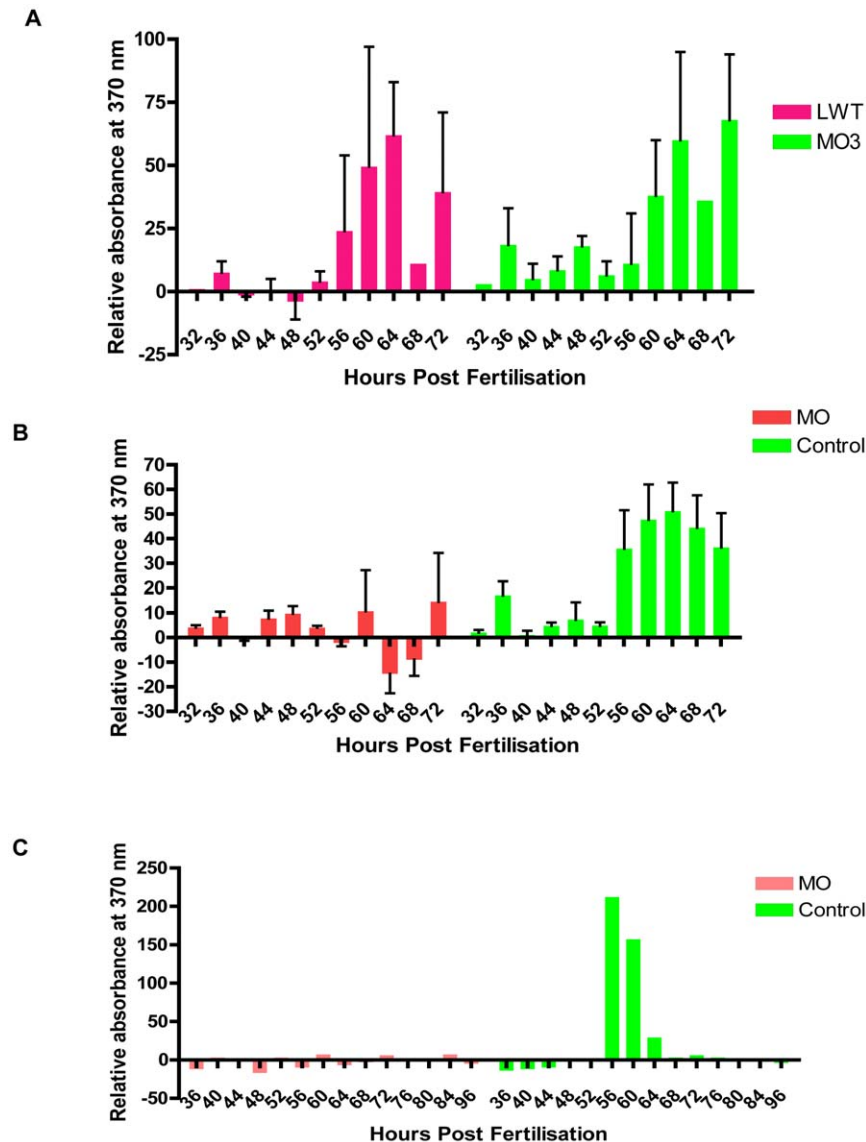 A
Relative absorbance at 370 nm
100
75
50
25
0
-25
32 36 40 44 48 52 56 60 64 68 72 32 36 40 44 48 52 56 60 64 68 72
Hours Post Fertilisation
LWT
MO3
B
Relative absorbance at 370 nm
70
60
50
40
30
20
10
0
-10
-20
-30
32 36 40 44 48 52 56 60 64 68 72 32 36 40 44 48 52 56 60 64 68 72
Hours Post Fertilisation
MO
Control
C
Relative absorbance at 370 nm
250
200
150
100
50
0
-50
36 40 44 48 52 56 60 64 68 72 76 80 84 96 36 40 44 48 52 56 60 64 68 72 76 80 84 96
Hours Post Fertilisation
MO
Control